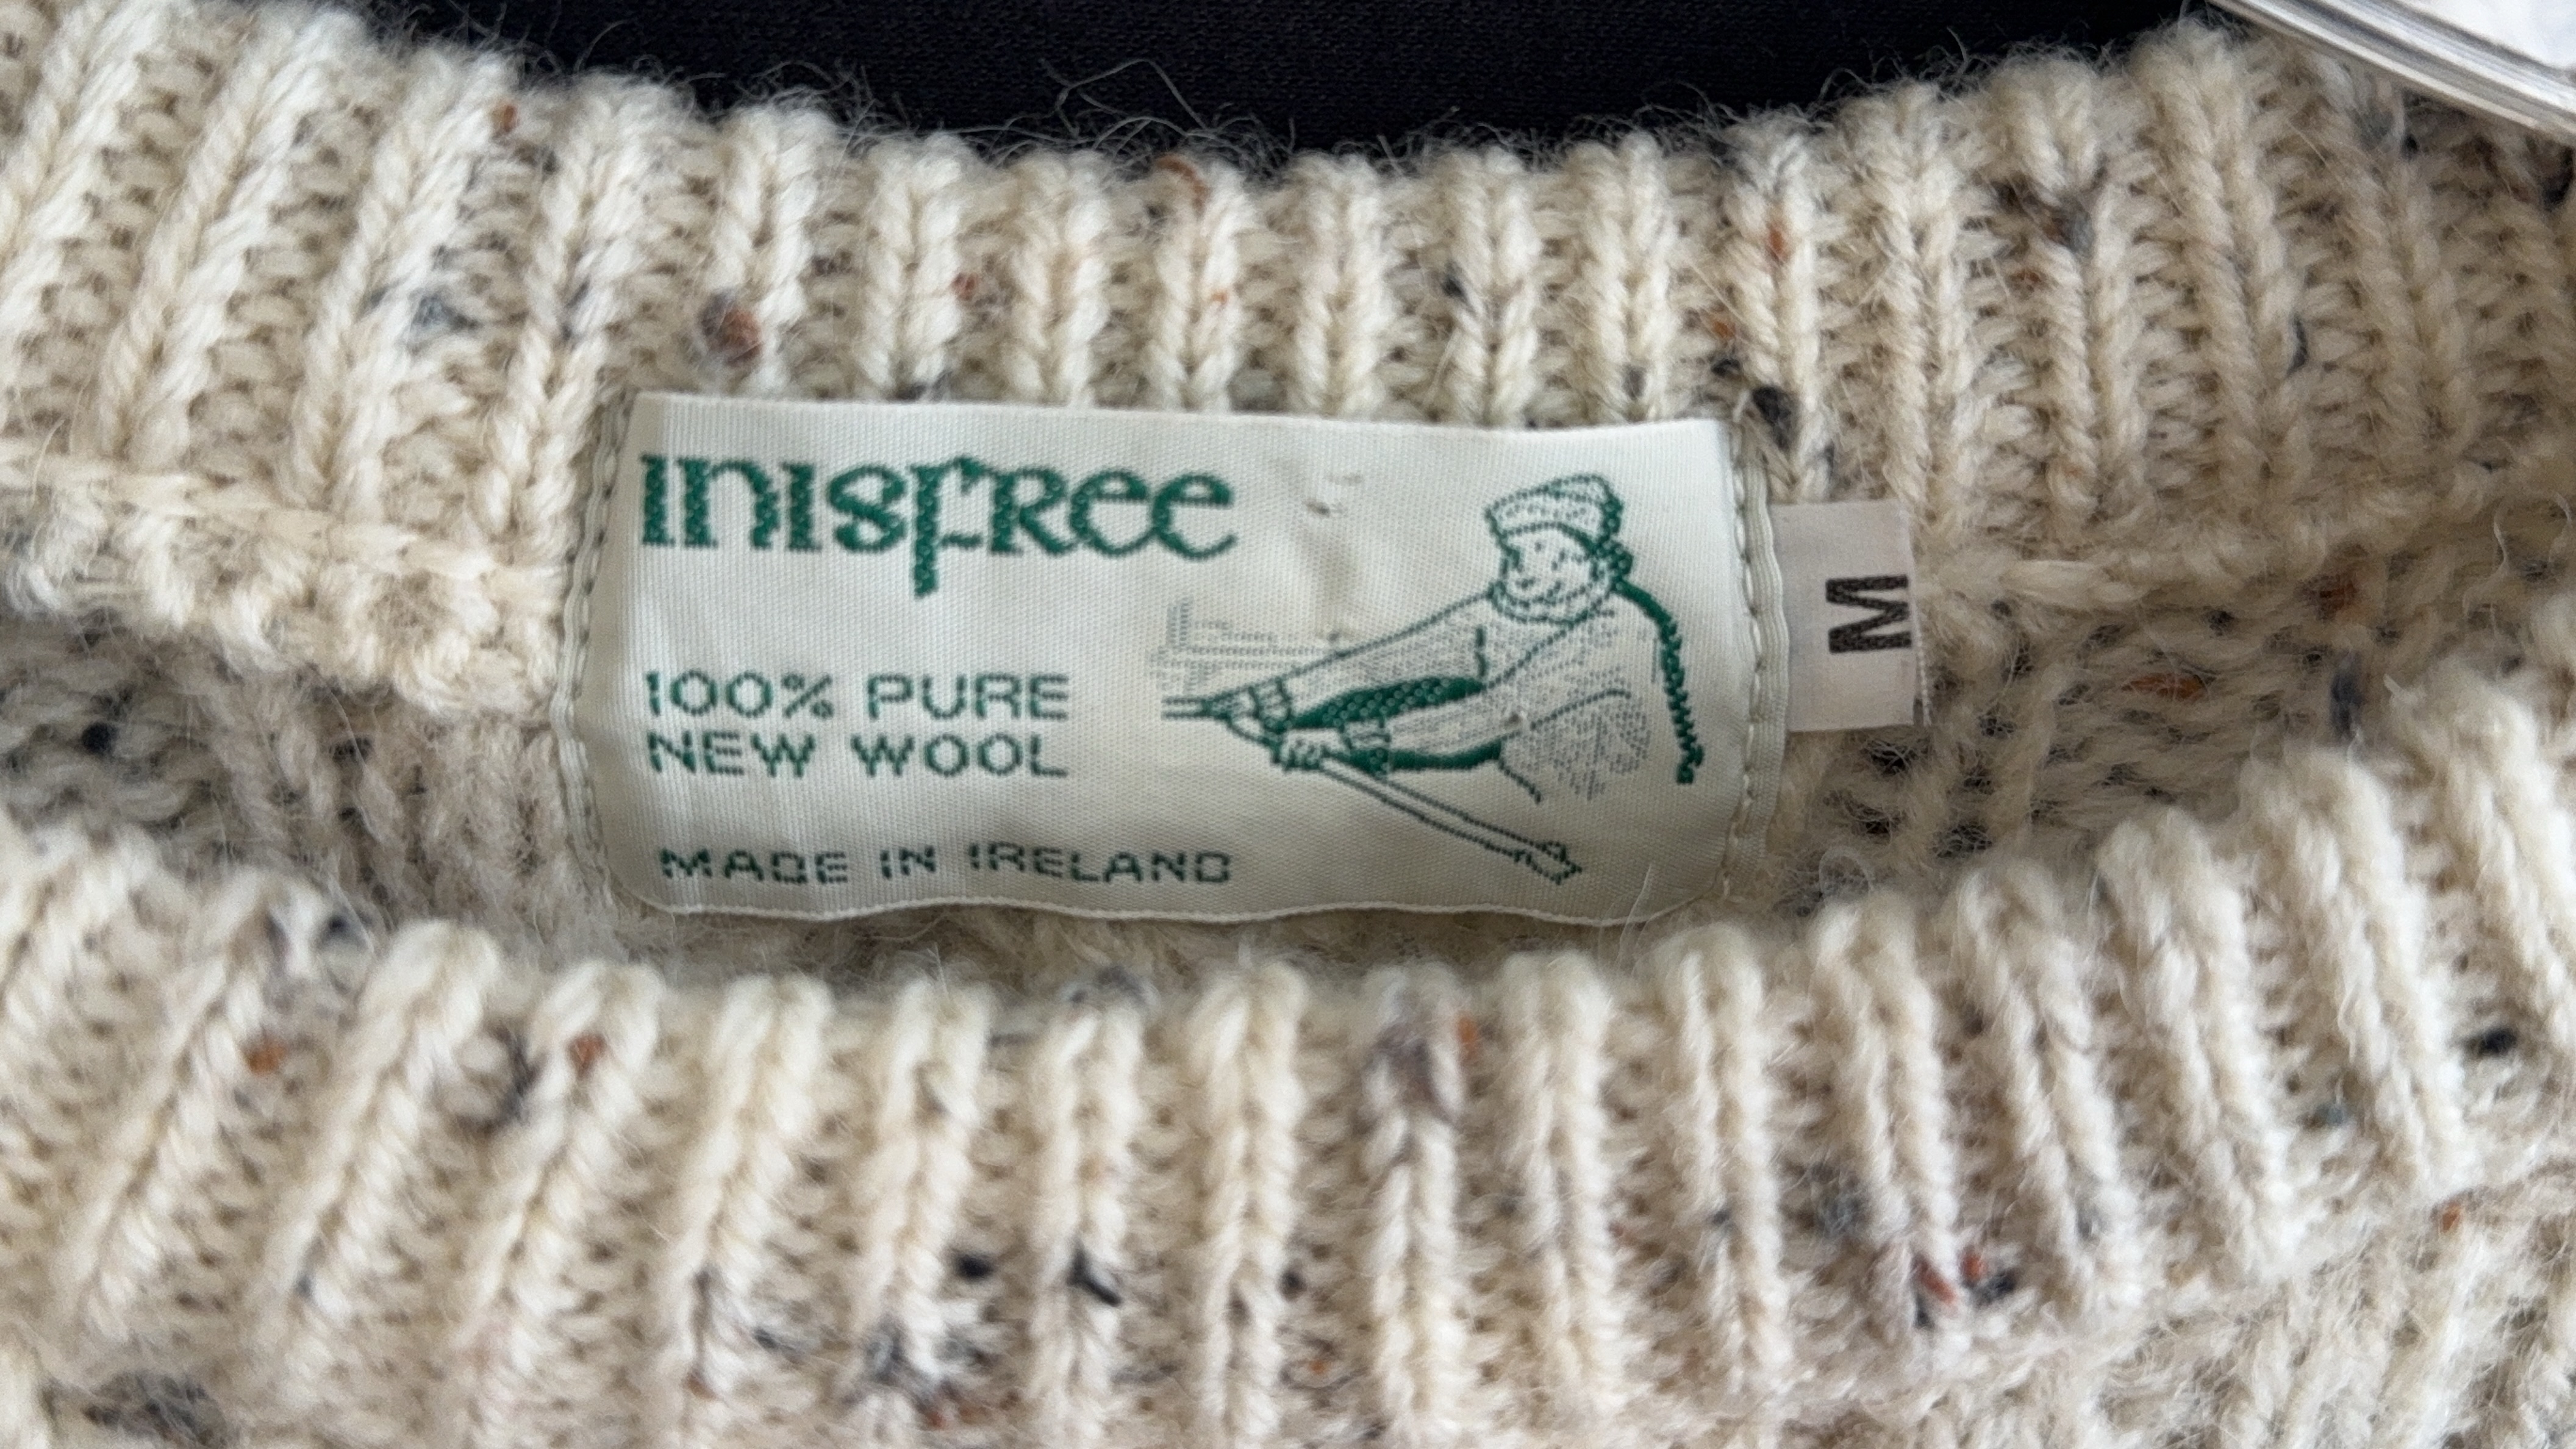 INISFREE
100% PURE
NEW WOOL
MADE IN IRELAND
M